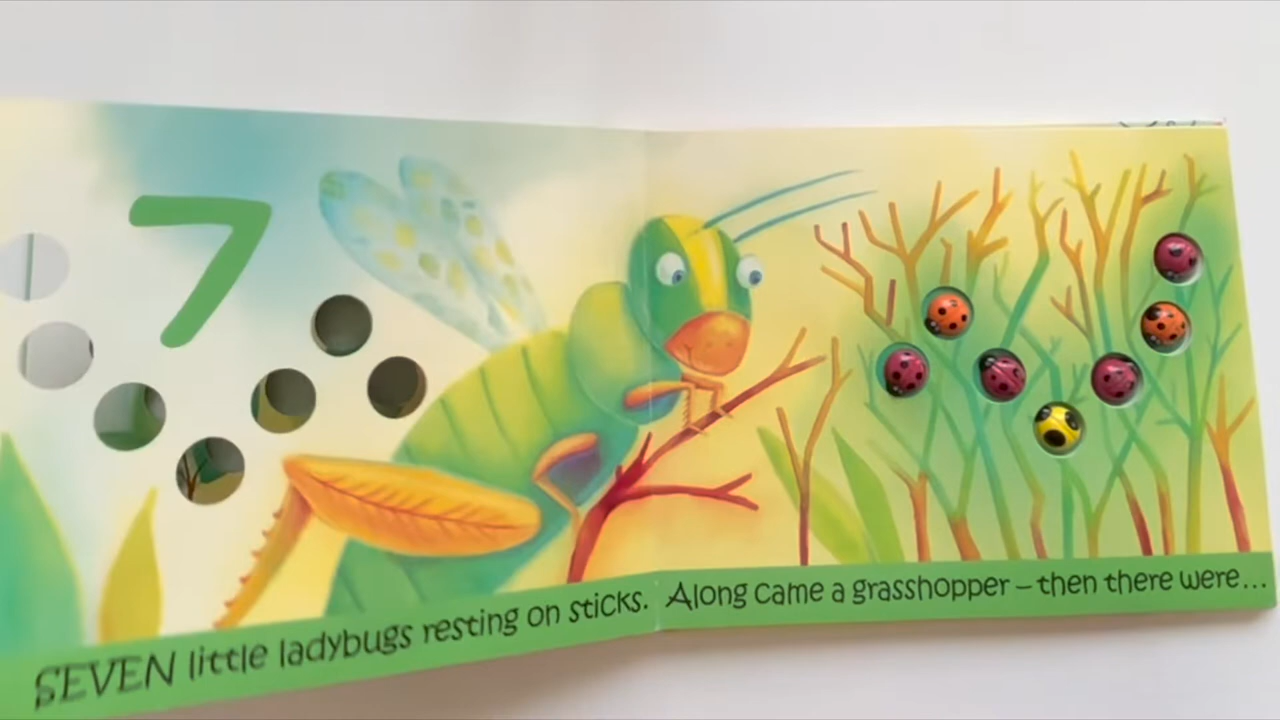 7
SEVEN little ladybugs resting on sticks.
Along came a grasshopper – then there were...